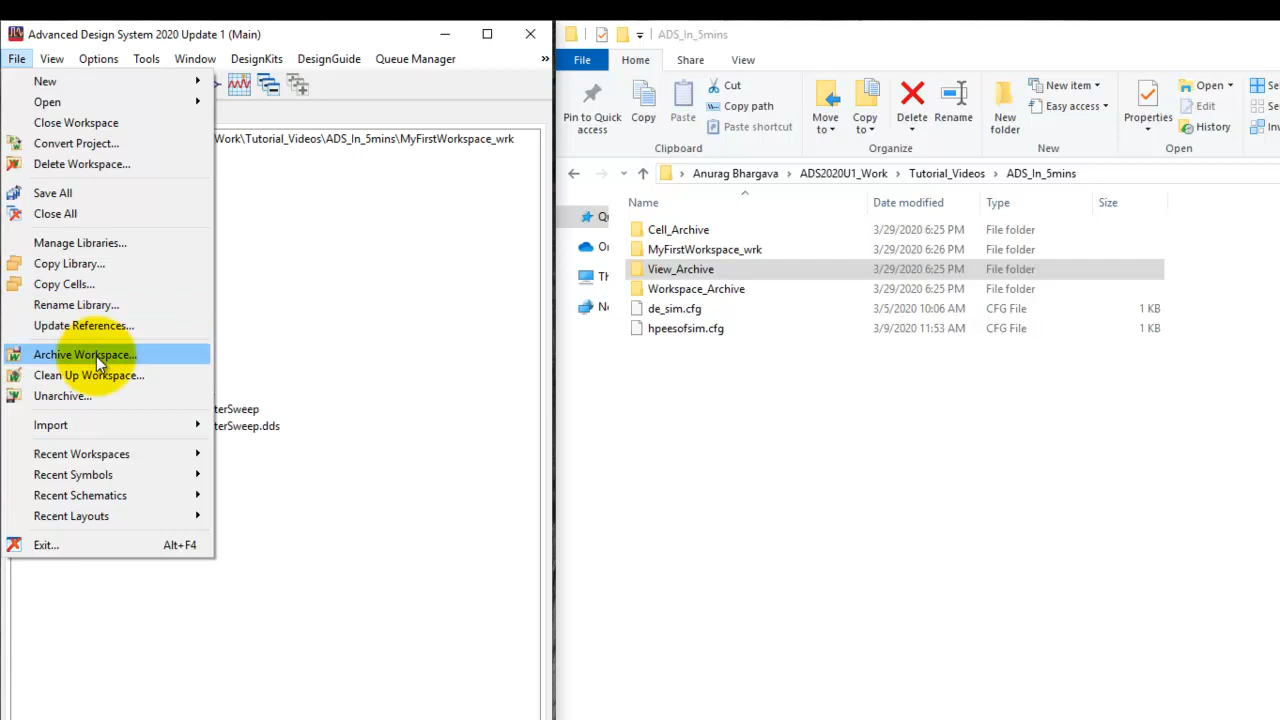 Advanced Design System 2020 Update 1 (Main)
File View Options Tools Window DesignKits DesignGuide Queue Manager »
New
Open
Close Workspace
Convert Project...
Delete Workspace...
Save All
Close All
Manage Libraries...
Copy Library...
Copy Cells...
Rename Library...
Update References...
Archive Workspace...
Clean Up Workspace...
Unarchive...
Import
Recent Workspaces
Recent Symbols
Recent Schematics
Recent Layouts
Exit... Alt+F4
Work\Tutorial_Videos\ADS_In_5mins\MyFirstWorkspace_wrk
terSweep
terSweep.dds
ADS_In_5mins
File Home Share View
Pin to Quick access
Copy
Paste
Cut
Copy path
Paste shortcut
Clipboard
Move to
Copy to
Delete
Rename
Organize
New folder
New item
Easy access
New
Properties
Open
Edit
History
Open
Se
Se
Inv
Anurag Bhargava > ADS2020U1_Work > Tutorial_Videos > ADS_In_5mins
Name Date modified Type Size
Cell_Archive 3/29/2020 6:25 PM File folder
MyFirstWorkspace_wrk 3/29/2020 6:26 PM File folder
View_Archive 3/29/2020 6:25 PM File folder
Workspace_Archive 3/29/2020 6:25 PM File folder
de_sim.cfg 3/5/2020 10:06 AM CFG File 1 KB
hpeesofsim.cfg 3/9/2020 11:53 AM CFG File 1 KB
Or
Th